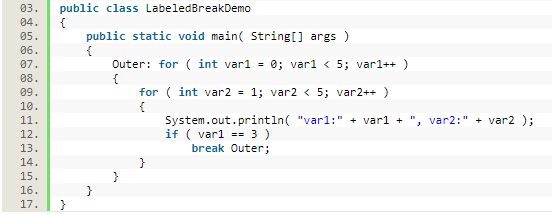 03. public class LabeledBreakDemo
04. {
05.     public static void main( String[] args )
06.     {
07.         Outer: for ( int var1 = 0; var1 < 5; var1++ )
08.         {
09.             for ( int var2 = 1; var2 < 5; var2++ )
10.             {
11.                 System.out.println( "var1:" + var1 + ", var2:" + var2 );
12.                 if ( var1 == 3 )
13.                     break Outer;
14.             }
15.         }
16.     }
17. }